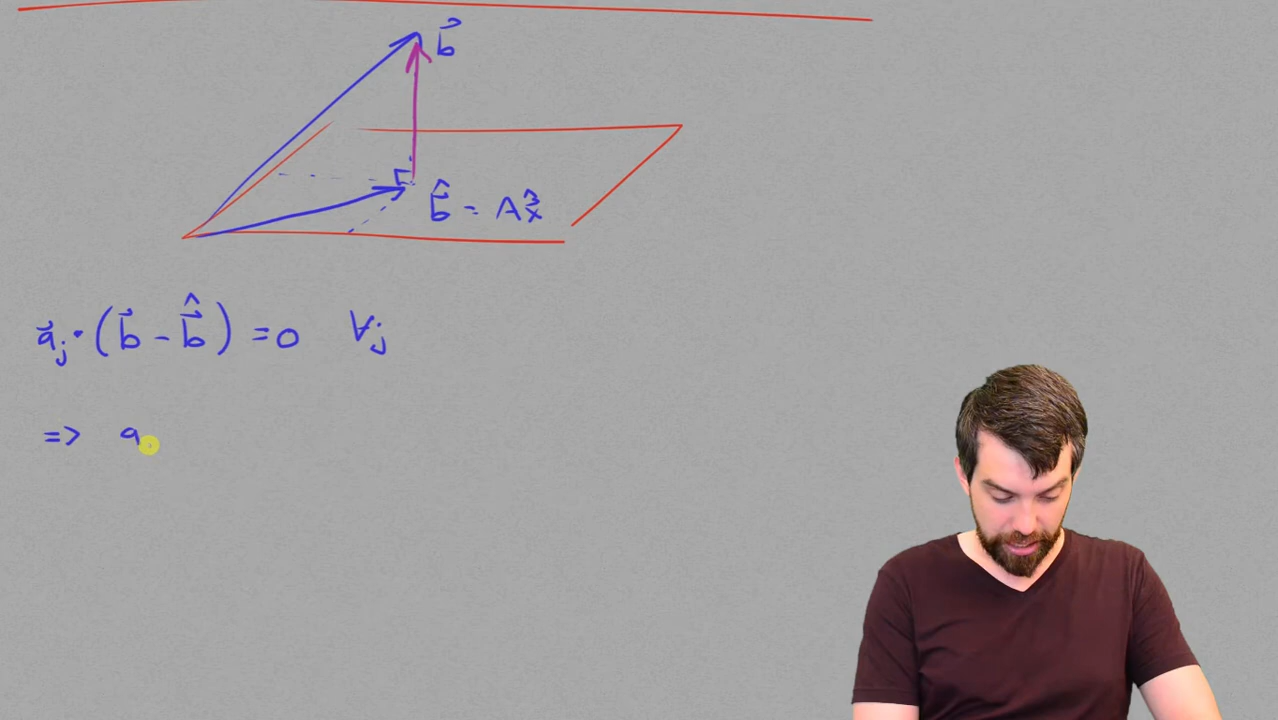 b⃗
b̂⃗ = Ax̂⃗
a⃗ⱼ · (b⃗ - b̂⃗) = 0 ∀j
=> a